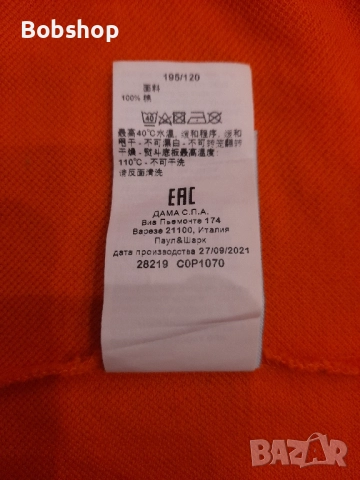 Bobshop
195/120
面料
100% 棉
40
最高40℃水温，缓和程序，缓和
电干，不可漂白，不可封笼翻转
干燥，熨斗底板最高温度
110℃，不可干洗
请反面清洗
EAC
ДАМА С.П.А.
Виа Пьемонте 174
Варезе 21100, Италия
Паул&Шарк
дата производства 27/09/2021
28219 C0P1070
BAZAR